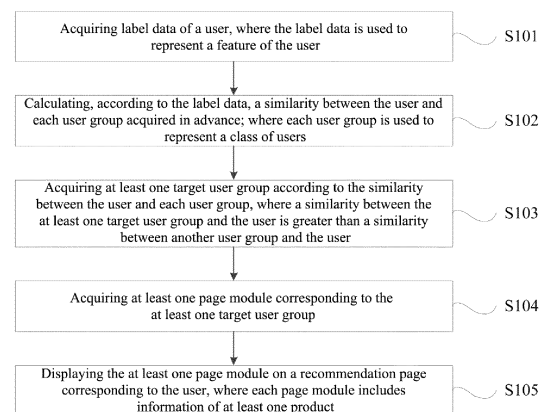 Acquiring label data of a user, where the label data is used to
represent a feature of the user
S101
Calculating, according to the label data, a similarity between the user and
each user group acquired in advance; where each user group is used to
represent a class of users
S102
Acquiring at least one target user group according to the similarity
between the user and each user group, where a similarity between the
at least one target user group and the user is greater than a similarity
between another user group and the user
S103
Acquiring at least one page module corresponding to the
at least one target user group
S104
Displaying the at least one page module on a recommendation page
corresponding to the user, where each page module includes
information of at least one product
S105